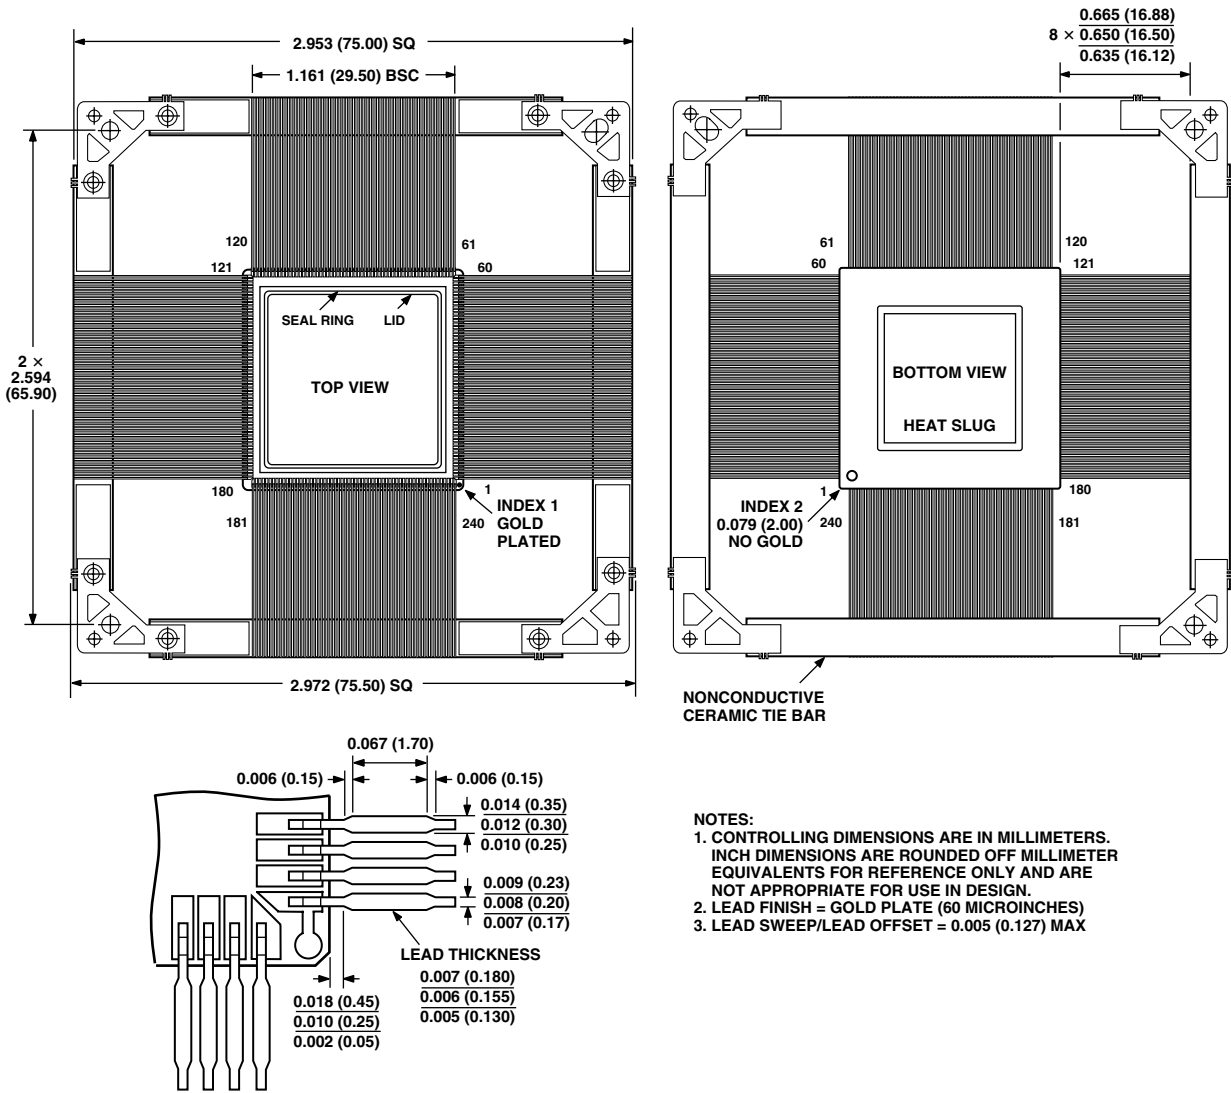 2.953 (75.00) SQ
1.161 (29.50) BSC
120
61
121
60
SEAL RING
LID
2 ×
2.594
(65.90)
TOP VIEW
180
1
181
240
INDEX 1
GOLD
PLATED
2.972 (75.50) SQ
0.665 (16.88)
8 × 0.650 (16.50)
0.635 (16.12)
61
120
60
121
BOTTOM VIEW
HEAT SLUG
1
180
240
181
INDEX 2
0.079 (2.00)
NO GOLD
NONCONDUCTIVE
CERAMIC TIE BAR
0.067 (1.70)
0.006 (0.15)
0.006 (0.15)
0.014 (0.35)
0.012 (0.30)
0.010 (0.25)
0.009 (0.23)
0.008 (0.20)
0.007 (0.17)
LEAD THICKNESS
0.007 (0.180)
0.006 (0.155)
0.005 (0.130)
0.018 (0.45)
0.010 (0.25)
0.002 (0.05)
NOTES:
1. CONTROLLING DIMENSIONS ARE IN MILLIMETERS.
INCH DIMENSIONS ARE ROUNDED OFF MILLIMETER
EQUIVALENTS FOR REFERENCE ONLY AND ARE
NOT APPROPRIATE FOR USE IN DESIGN.
2. LEAD FINISH = GOLD PLATE (60 MICROINCHES)
3. LEAD SWEEP/LEAD OFFSET = 0.005 (0.127) MAX